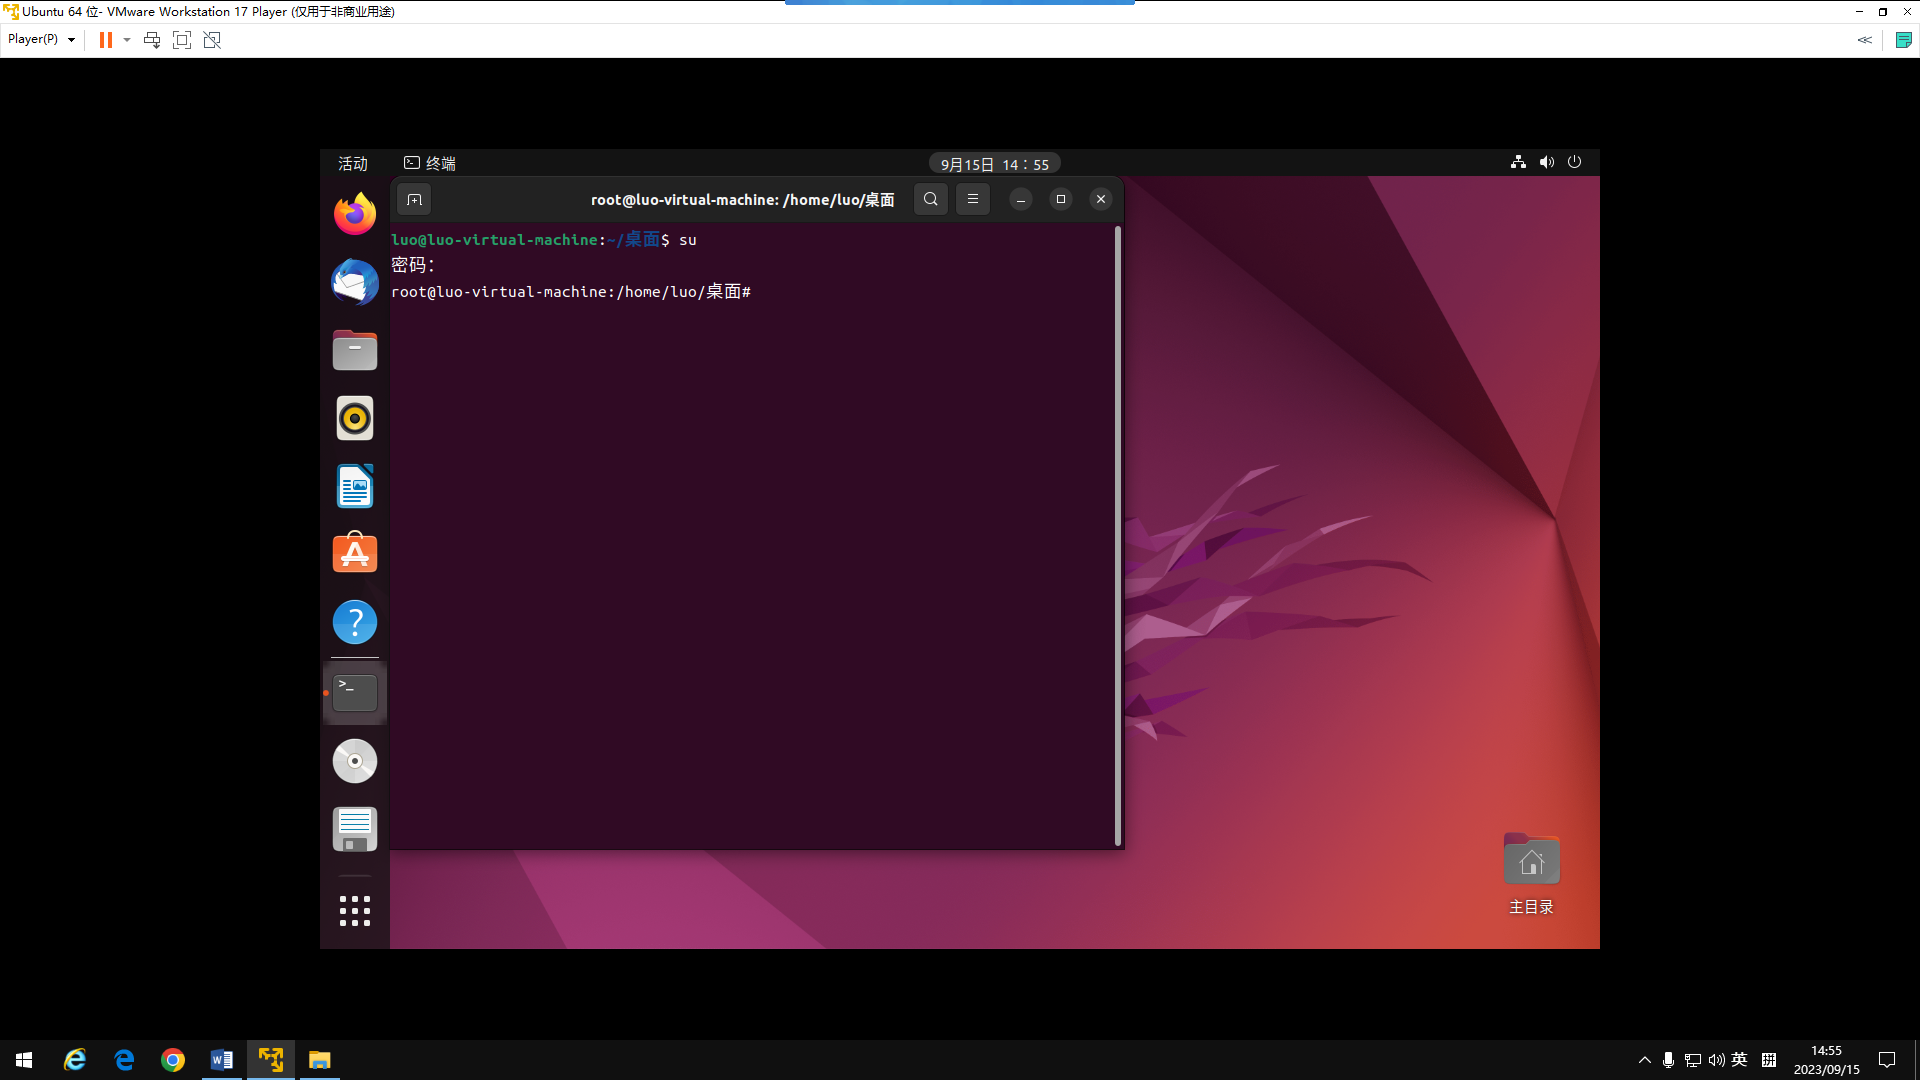 Ubuntu 64 位- VMware Workstation 17 Player (仅用于非商业用途)
Player(P)
活动
终端
9月15日 14：55
root@luo-virtual-machine: /home/luo/桌面
luo@luo-virtual-machine:~/桌面$ su
密码：
root@luo-virtual-machine:/home/luo/桌面#
主目录
英
14:55
2023/09/15